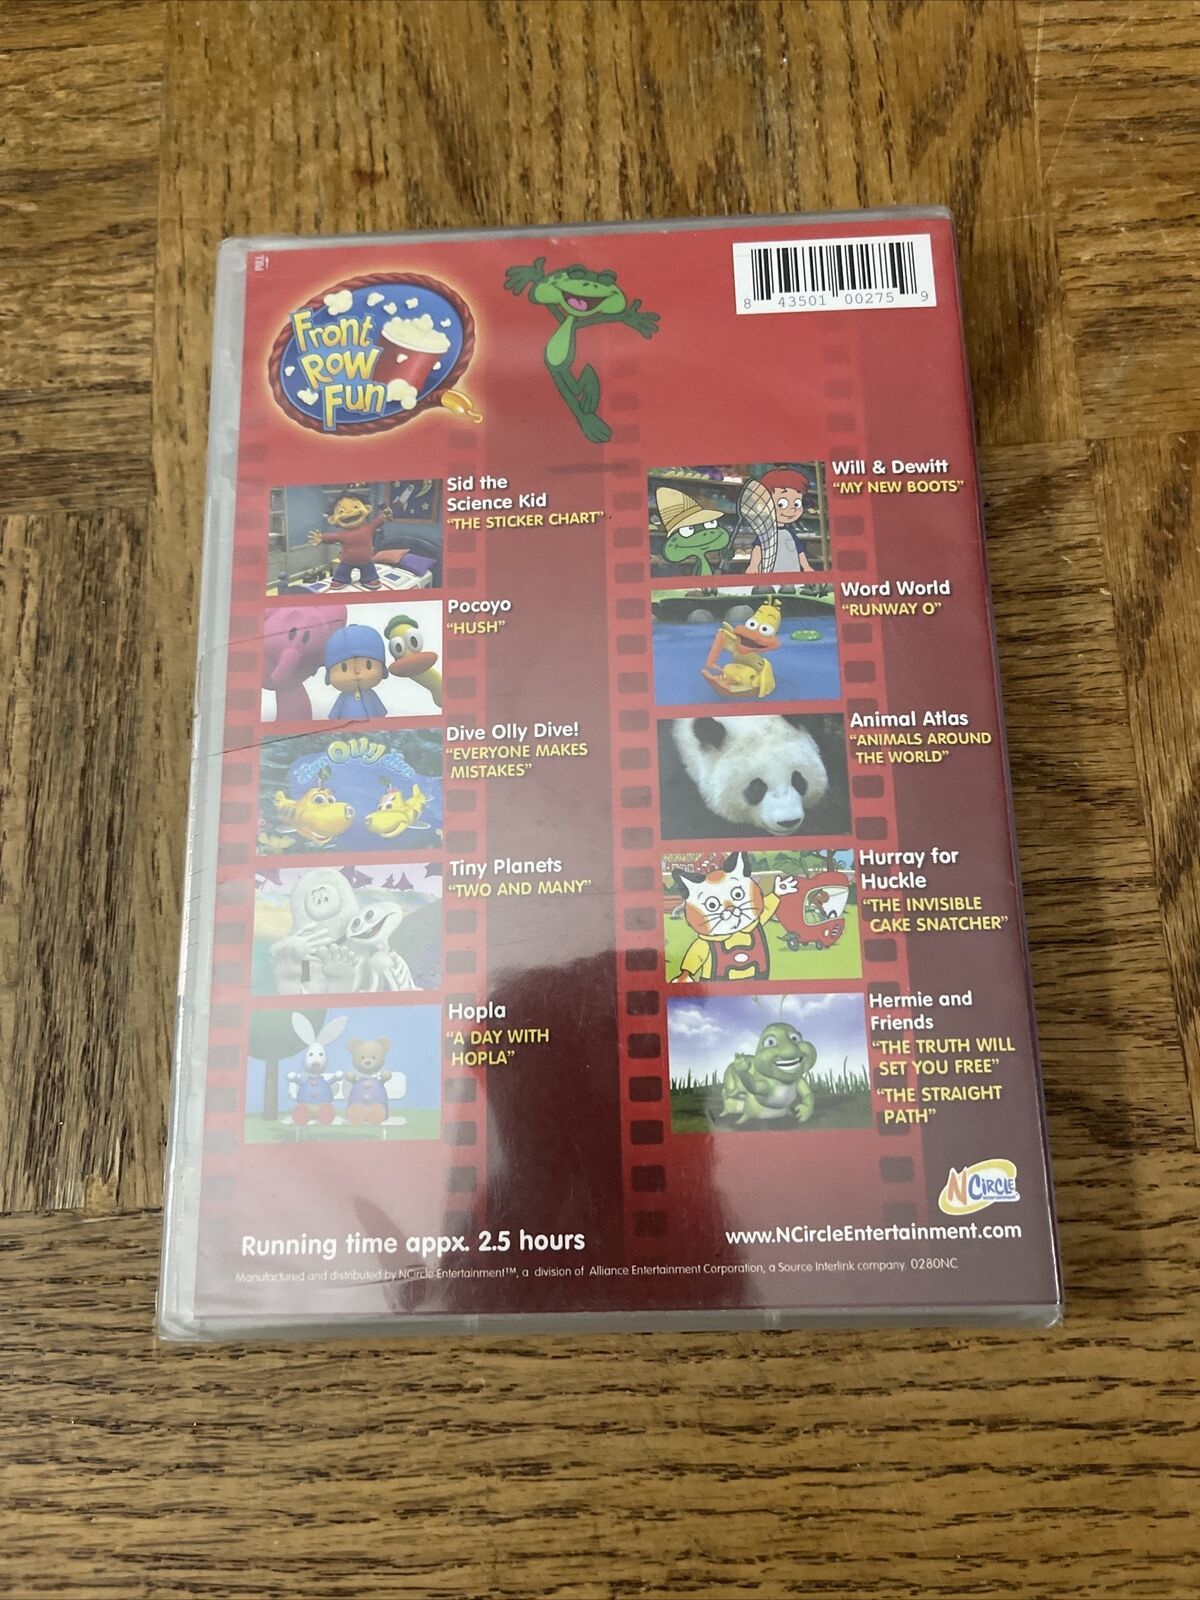 PULL
8 43501 00275 9
Front
Row
Fun
Sid the
Science Kid
"THE STICKER CHART"
Pocoyo
"HUSH"
Dive Olly Dive!
"EVERYONE MAKES
MISTAKES"
Olly
dive
Tiny Planets
"TWO AND MANY"
Hopla
"A DAY WITH
HOPLA"
Will & Dewitt
"MY NEW BOOTS"
Word World
"RUNWAY O"
Animal Atlas
"ANIMALS AROUND
THE WORLD"
Hurray for
Huckle
"THE INVISIBLE
CAKE SNATCHER"
Hermie and
Friends
"THE TRUTH WILL
SET YOU FREE"
"THE STRAIGHT
PATH"
NCIRCLE
ENTERTAINMENT
Running time appx. 2.5 hours
www.NCircleEntertainment.com
Manufactured and distributed by NCircle Entertainment™, a division of Alliance Entertainment Corporation, a Source Interlink company. 0280NC